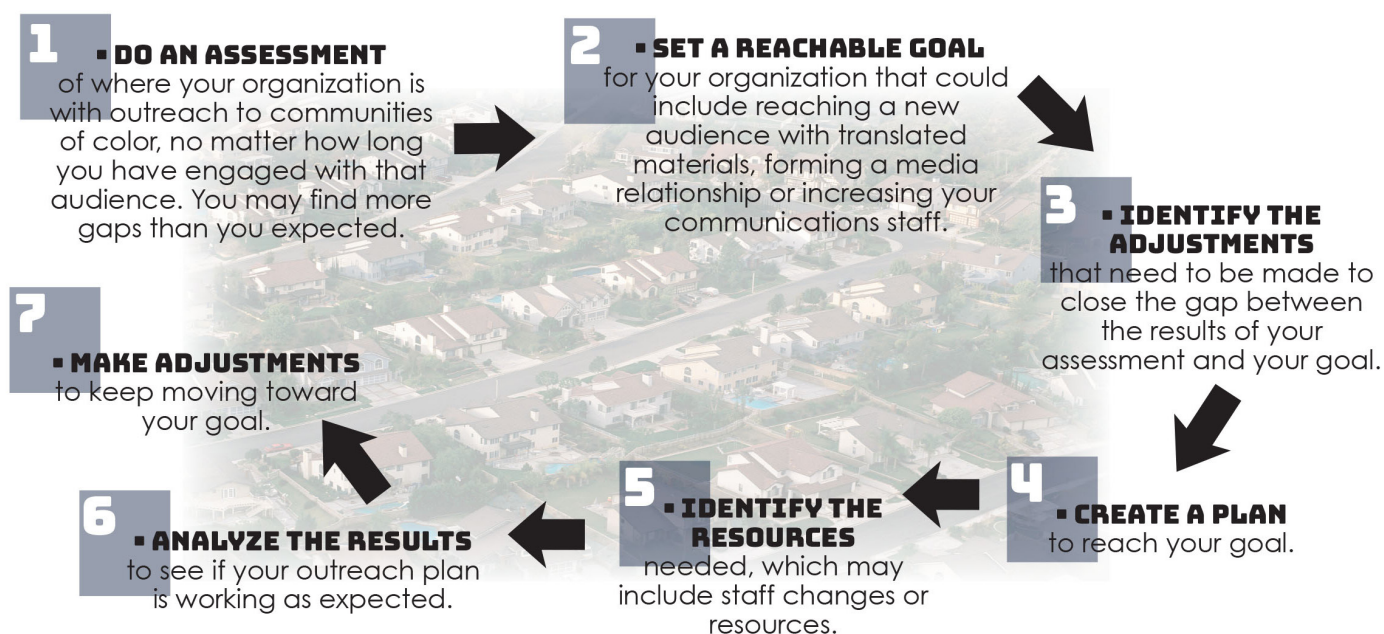 1
▪ DO AN ASSESSMENT
of where your organization is
with outreach to communities
of color, no matter how long
you have engaged with that
audience. You may find more
gaps than you expected.
2
▪ SET A REACHABLE GOAL
for your organization that could
include reaching a new
audience with translated
materials, forming a media
relationship or increasing your
communications staff.
3
▪ IDENTIFY THE
ADJUSTMENTS
that need to be made to
close the gap between
the results of your
assessment and your goal.
4
▪ CREATE A PLAN
to reach your goal.
5
▪ IDENTIFY THE
RESOURCES
needed, which may
include staff changes or
resources.
6
▪ ANALYZE THE RESULTS
to see if your outreach plan
is working as expected.
7
▪ MAKE ADJUSTMENTS
to keep moving toward
your goal.